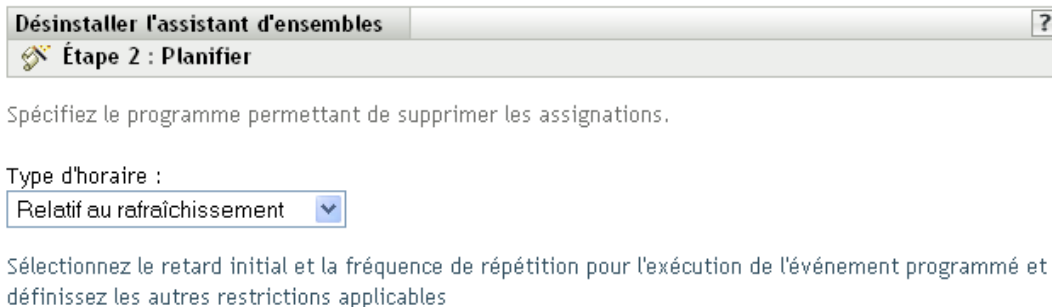 Désinstaller l'assistant d'ensembles
?
Étape 2 : Planifier
Spécifiez le programme permettant de supprimer les assignations.
Type d'horaire :
Relatif au rafraîchissement
Sélectionnez le retard initial et la fréquence de répétition pour l'exécution de l'événement programmé et
définissez les autres restrictions applicables